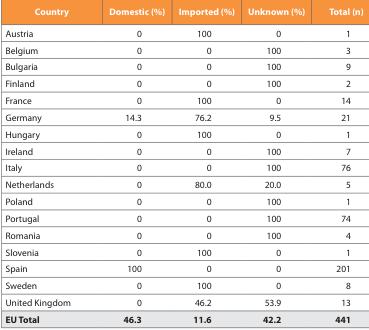 Country Domestic (%) Imported (%) Unknown (%) Total (n)
Austria 0 100 0 1
Belgium 0 0 100 3
Bulgaria 0 0 100 9
Finland 0 0 100 2
France 0 100 0 14
Germany 14.3 76.2 9.5 21
Hungary 0 100 0 1
Ireland 0 0 100 7
Italy 0 0 100 76
Netherlands 0 80.0 20.0 5
Poland 0 0 100 1
Portugal 0 0 100 74
Romania 0 0 100 4
Slovenia 0 100 0 1
Spain 100 0 0 201
Sweden 0 100 0 8
United Kingdom 0 46.2 53.9 13
EU Total 46.3 11.6 42.2 441